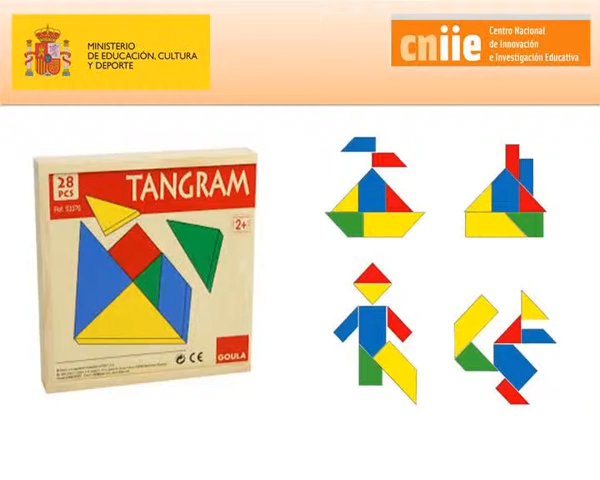 MINISTERIO
DE EDUCACIÓN, CULTURA
Y DEPORTE
cniie
Centro Nacional
de Innovación
e Investigación Educativa
28
PCS
TANGRAM
2+
CE
GOULA